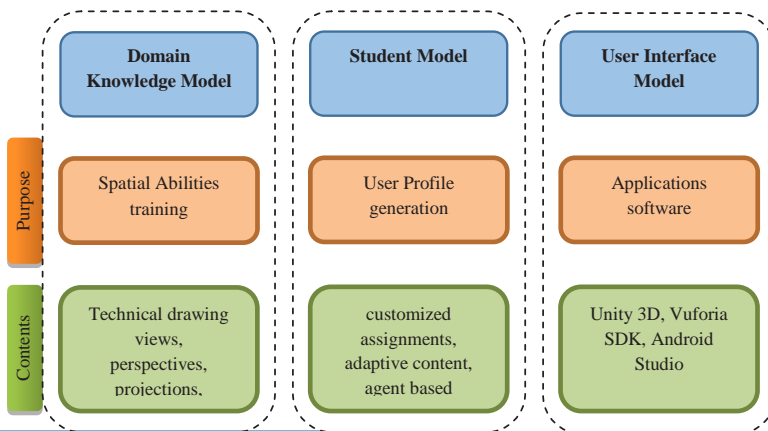 Domain
Knowledge Model
Student Model
User Interface
Model
Purpose
Spatial Abilities
training
User Profile
generation
Applications
software
Contents
Technical drawing
views,
perspectives,
projections,
customized
assignments,
adaptive content,
agent based
Unity 3D, Vuforia
SDK, Android
Studio